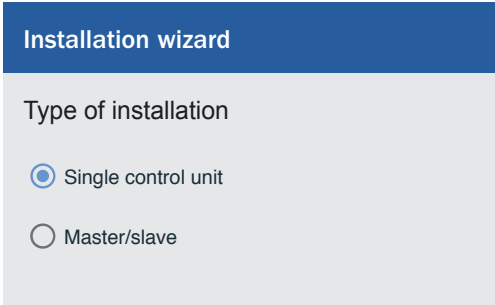 Installation wizard
Type of installation
Single control unit
Master/slave